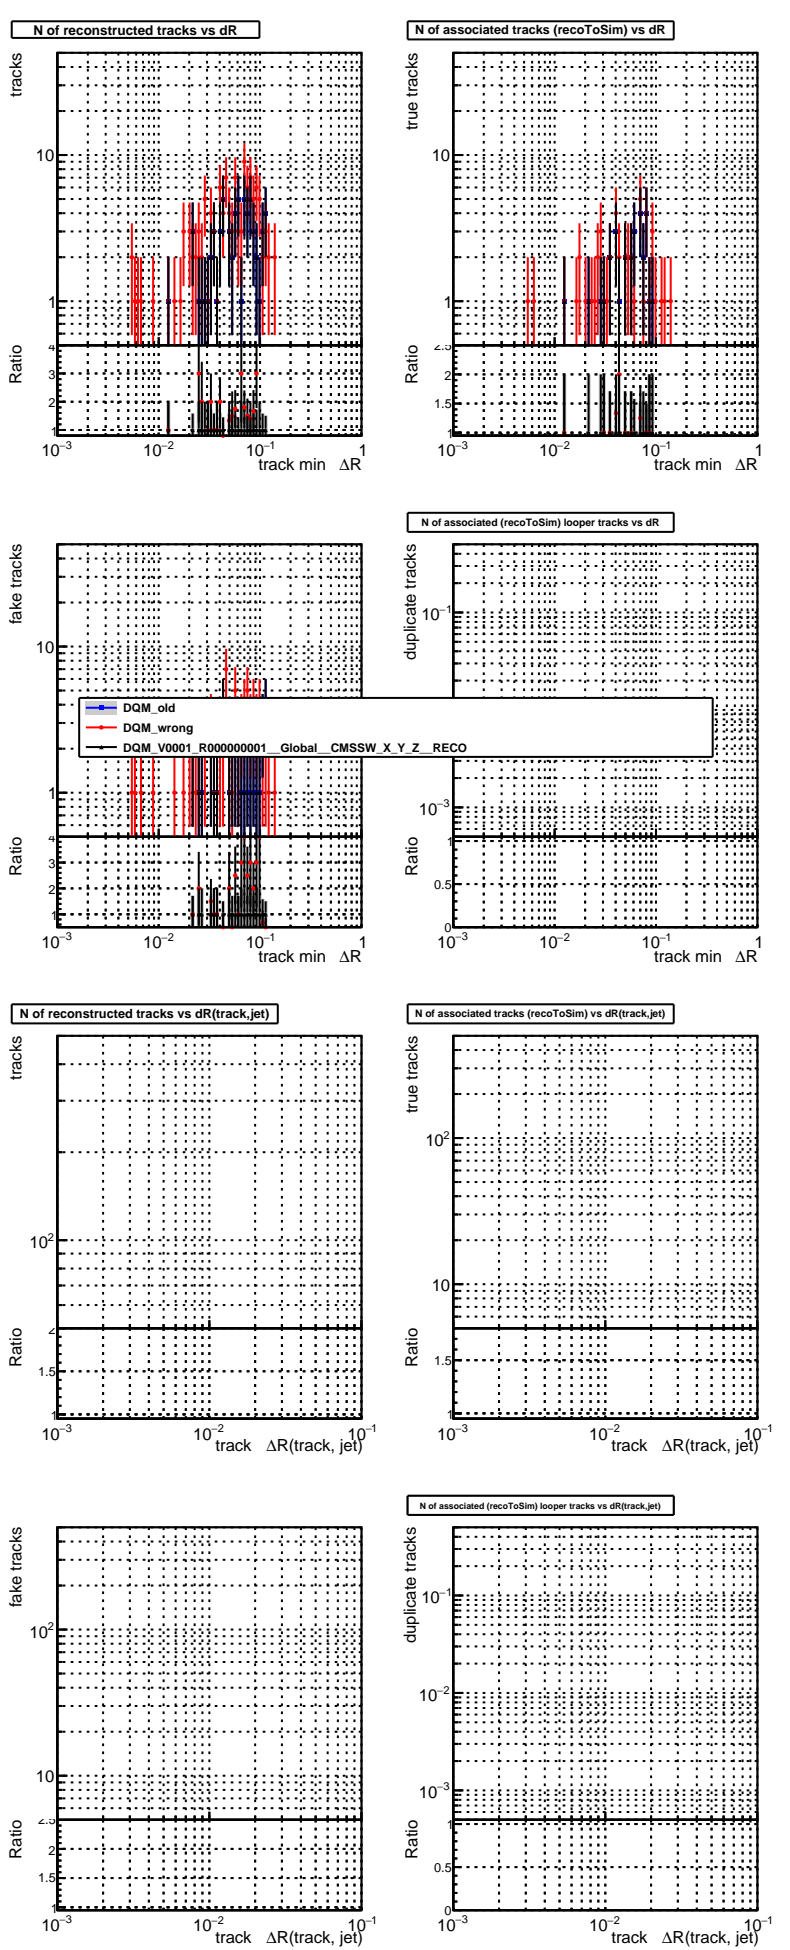 N of reconstructed tracks vs dR
tracks
10
1
Ratio
4
3
2
1
10−3
10−2
10−1
1
track min ΔR
N of associated tracks (recoToSim) vs dR
true tracks
10
1
Ratio
2.5
2
1.5
1
10−3
10−2
10−1
1
track min ΔR
fake tracks
10
1
Ratio
4
3
2
1
10−3
10−2
10−1
1
track min ΔR
N of associated (recoToSim) looper tracks vs dR
duplicate tracks
10−1
10−3
Ratio
1
0.5
0
10−3
10−2
10−1
1
track min ΔR
DQM_old
DQM_wrong
DQM_V0001_R000000001__Global__CMSSW_X_Y_Z__RECO
N of reconstructed tracks vs dR(track,jet)
tracks
102
Ratio
2
1.5
1
10−3
10−2
10−1
track ΔR(track, jet)
N of associated tracks (recoToSim) vs dR(track,jet)
true tracks
102
10
Ratio
1.5
1
10−3
10−2
10−1
track ΔR(track, jet)
fake tracks
102
10
Ratio
2.5
2
1.5
1
10−3
10−2
10−1
track ΔR(track, jet)
N of associated (recoToSim) looper tracks vs dR(track,jet)
duplicate tracks
10−1
10−2
10−3
Ratio
1
0.5
0
10−3
10−2
10−1
track ΔR(track, jet)